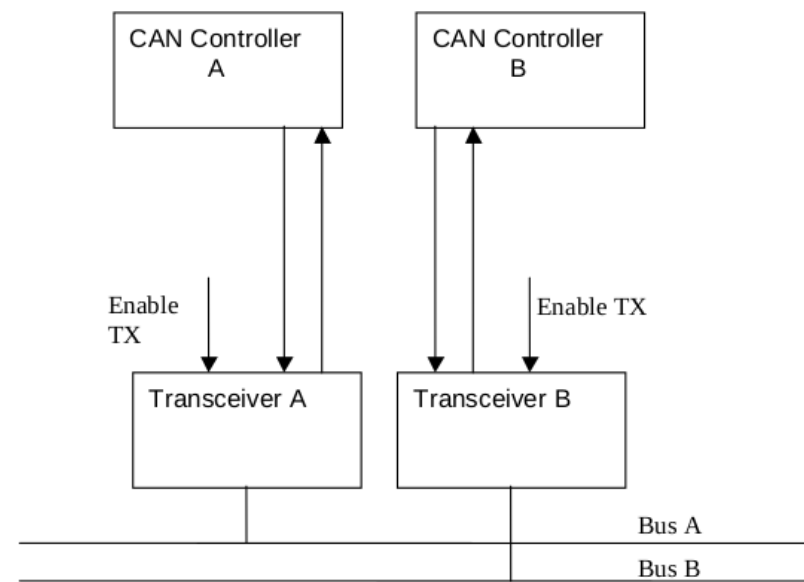 CAN Controller
A
CAN Controller
B
Enable
TX
Enable TX
Transceiver A
Transceiver B
Bus A
Bus B